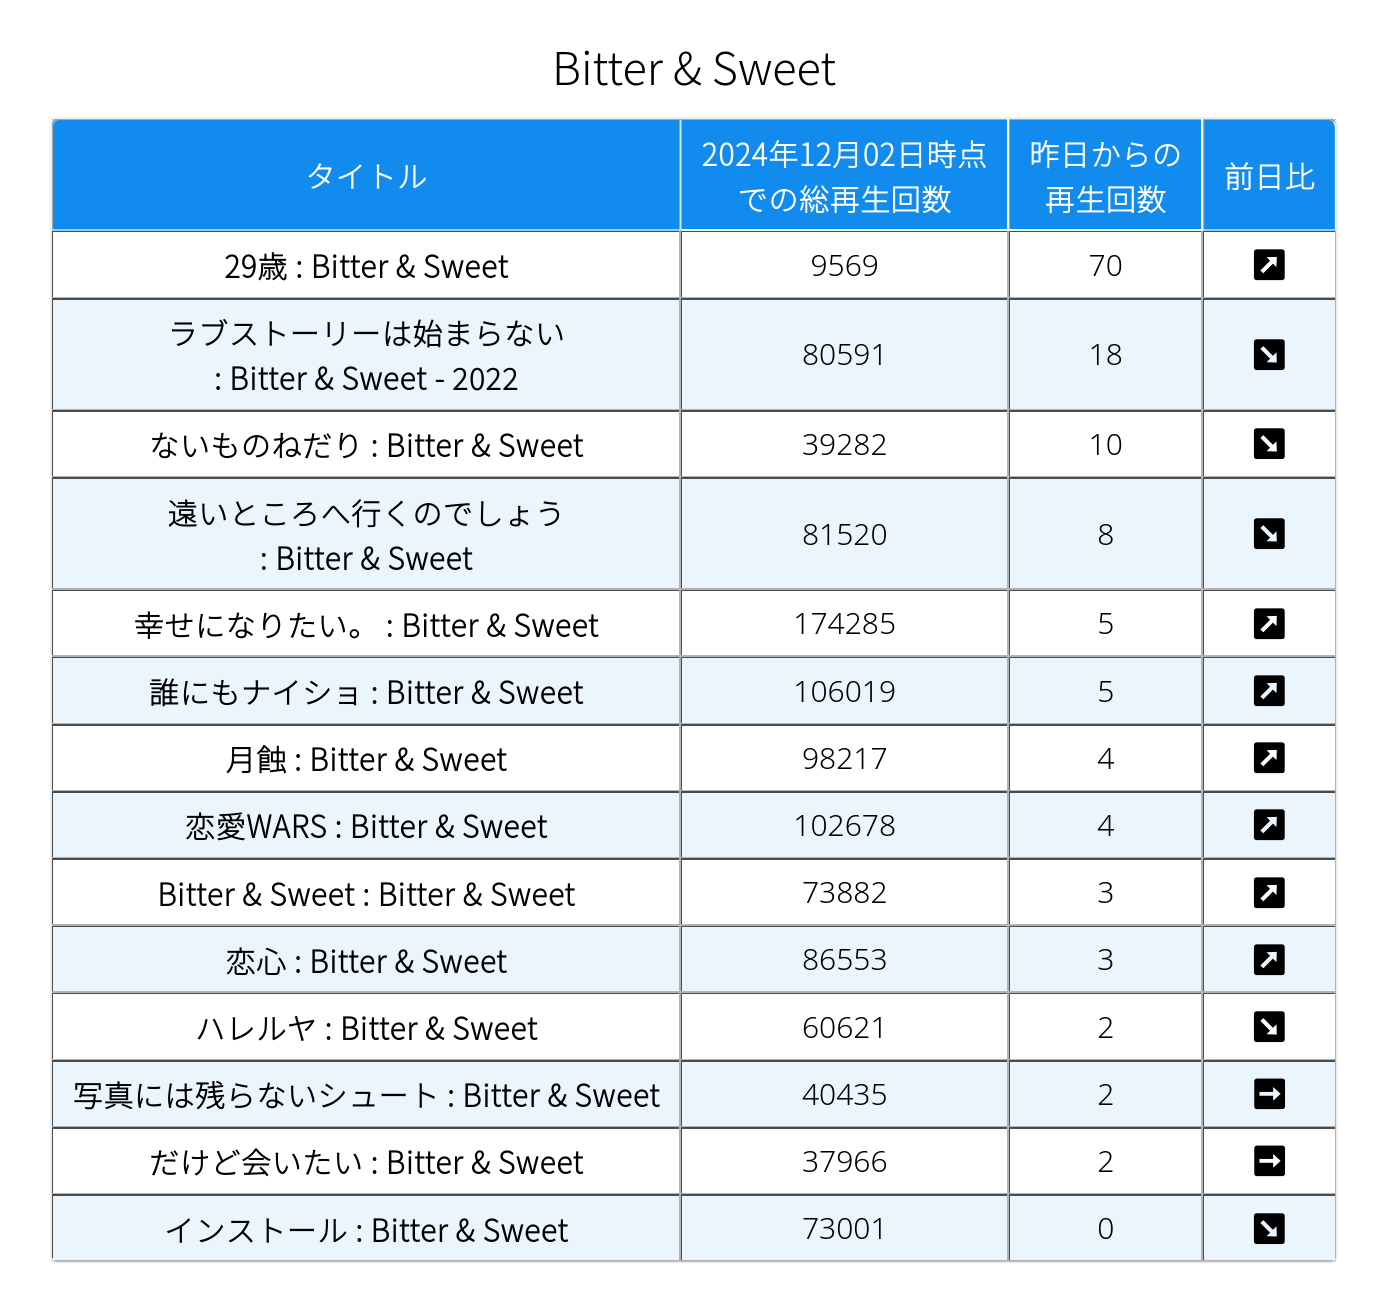 Bitter & Sweet
タイトル
2024年12月02日時点
での総再生回数
昨日からの
再生回数
前日比
29歳 : Bitter & Sweet 9569 70 ↗
ラブストーリーは始まらない
: Bitter & Sweet - 2022 80591 18 ↘
ないものねだり : Bitter & Sweet 39282 10 ↘
遠いところへ行くのでしょう
: Bitter & Sweet 81520 8 ↘
幸せになりたい。 : Bitter & Sweet 174285 5 ↗
誰にもナイショ : Bitter & Sweet 106019 5 ↗
月蝕 : Bitter & Sweet 98217 4 ↗
恋愛WARS : Bitter & Sweet 102678 4 ↗
Bitter & Sweet : Bitter & Sweet 73882 3 ↗
恋心 : Bitter & Sweet 86553 3 ↗
ハレルヤ : Bitter & Sweet 60621 2 ↘
写真には残らないシュート : Bitter & Sweet 40435 2 →
だけど会いたい : Bitter & Sweet 37966 2 →
インストール : Bitter & Sweet 73001 0 ↘